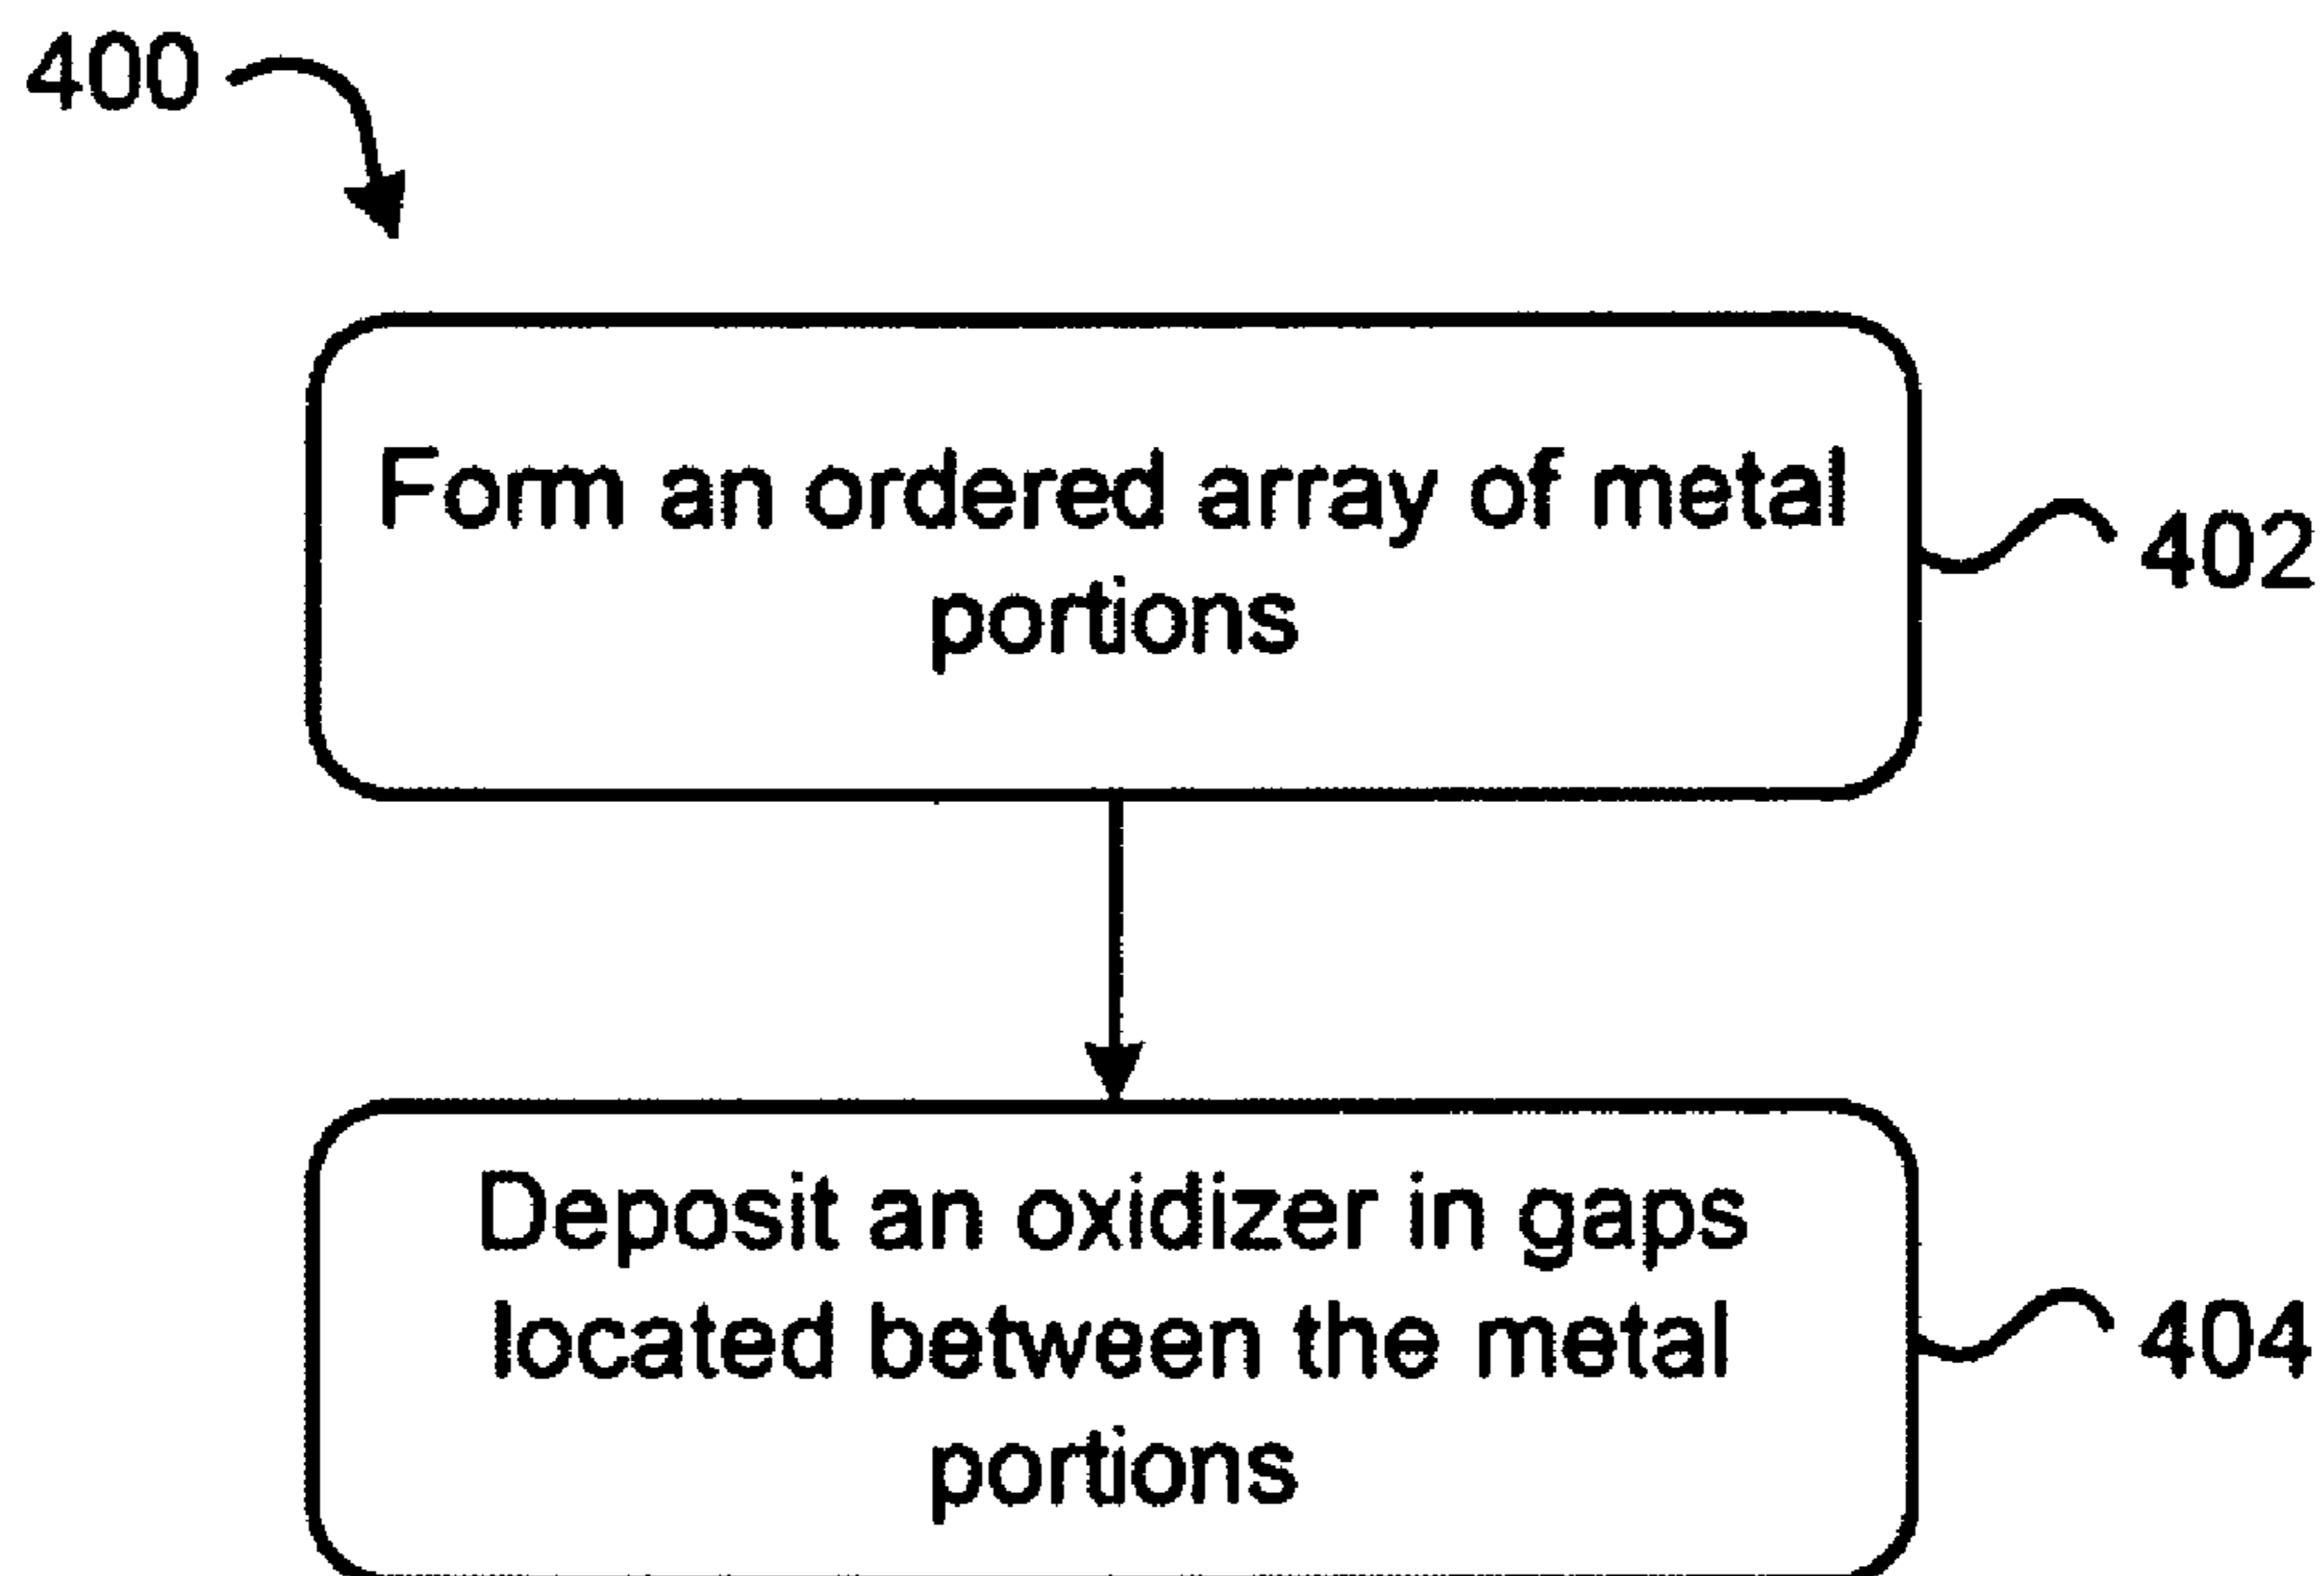 400
Form an ordered array of metal
portions
402
Deposit an oxidizer in gaps
located between the metal
portions
404